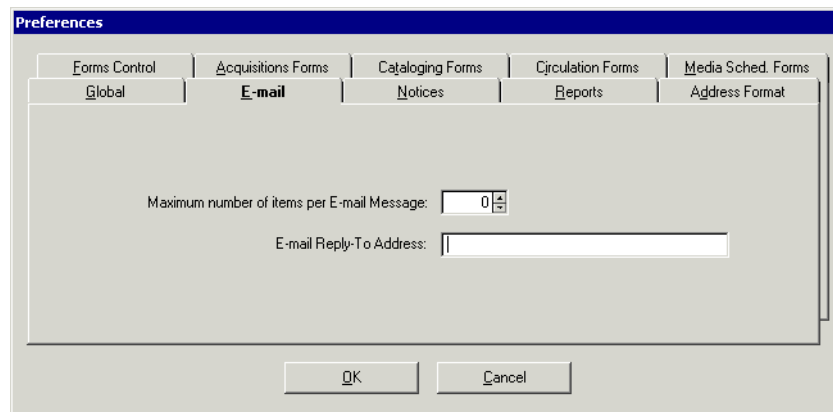 Preferences
Forms Control Acquisitions Forms Cataloging Forms Circulation Forms Media Sched. Forms
Global E-mail Notices Reports Address Format
Maximum number of items per E-mail Message: 0
E-mail Reply-To Address:
OK Cancel